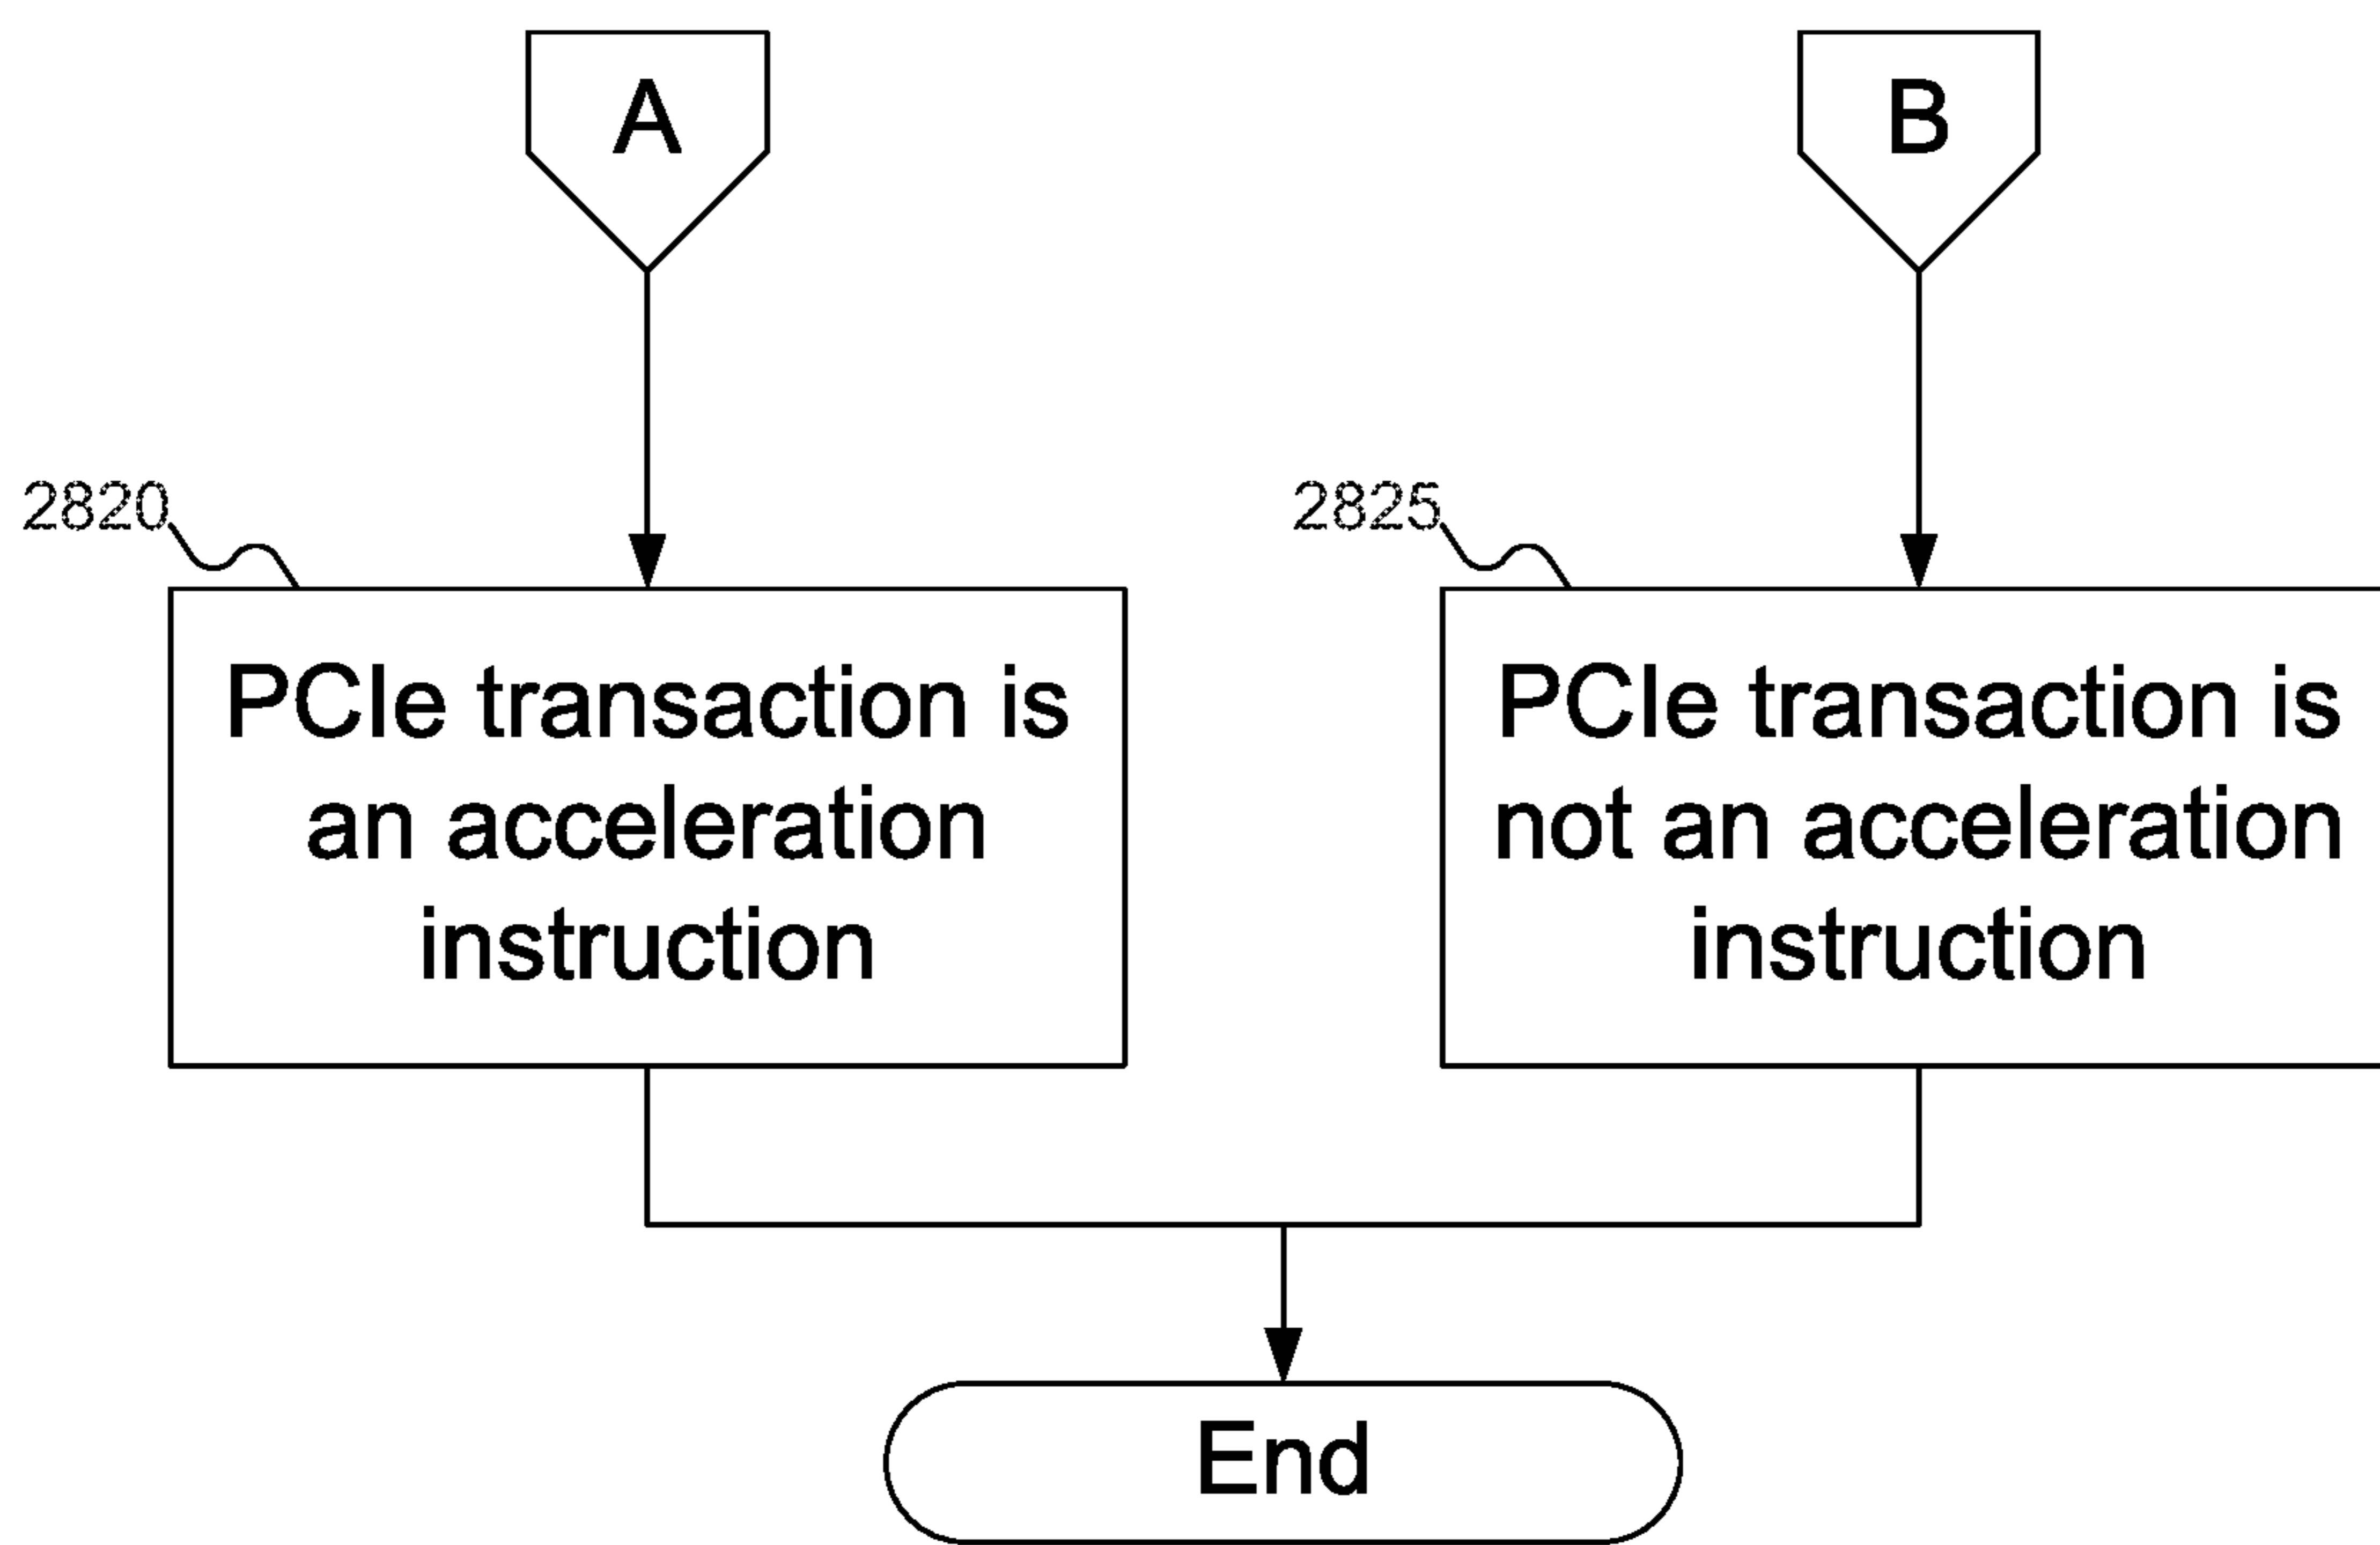 A
B
2820
2825
PCIe transaction is
an acceleration
instruction
PCIe transaction is
not an acceleration
instruction
End